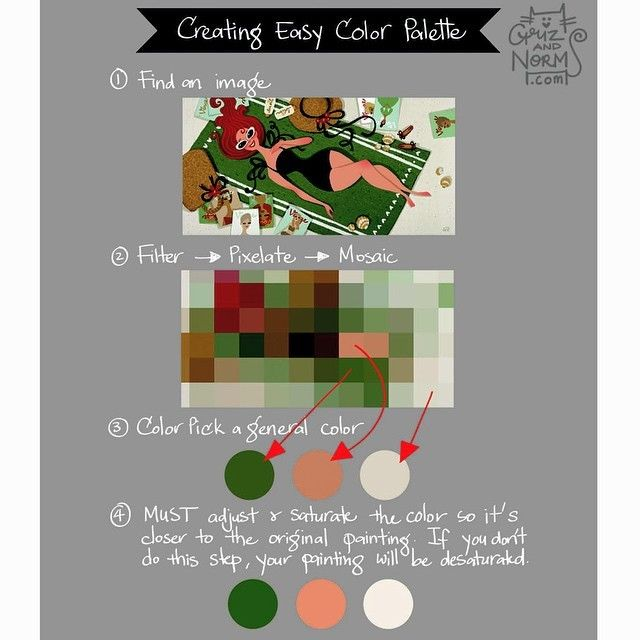 Creating Easy Color Palette
GRIZ
AND
NORM
.com
① Find an image
② Filter → Pixelate → Mosaic
③ Color Pick a general color
④ MUST adjust & saturate the color so it's
closer to the original painting. If you don't
do this step, your painting will be desaturated.